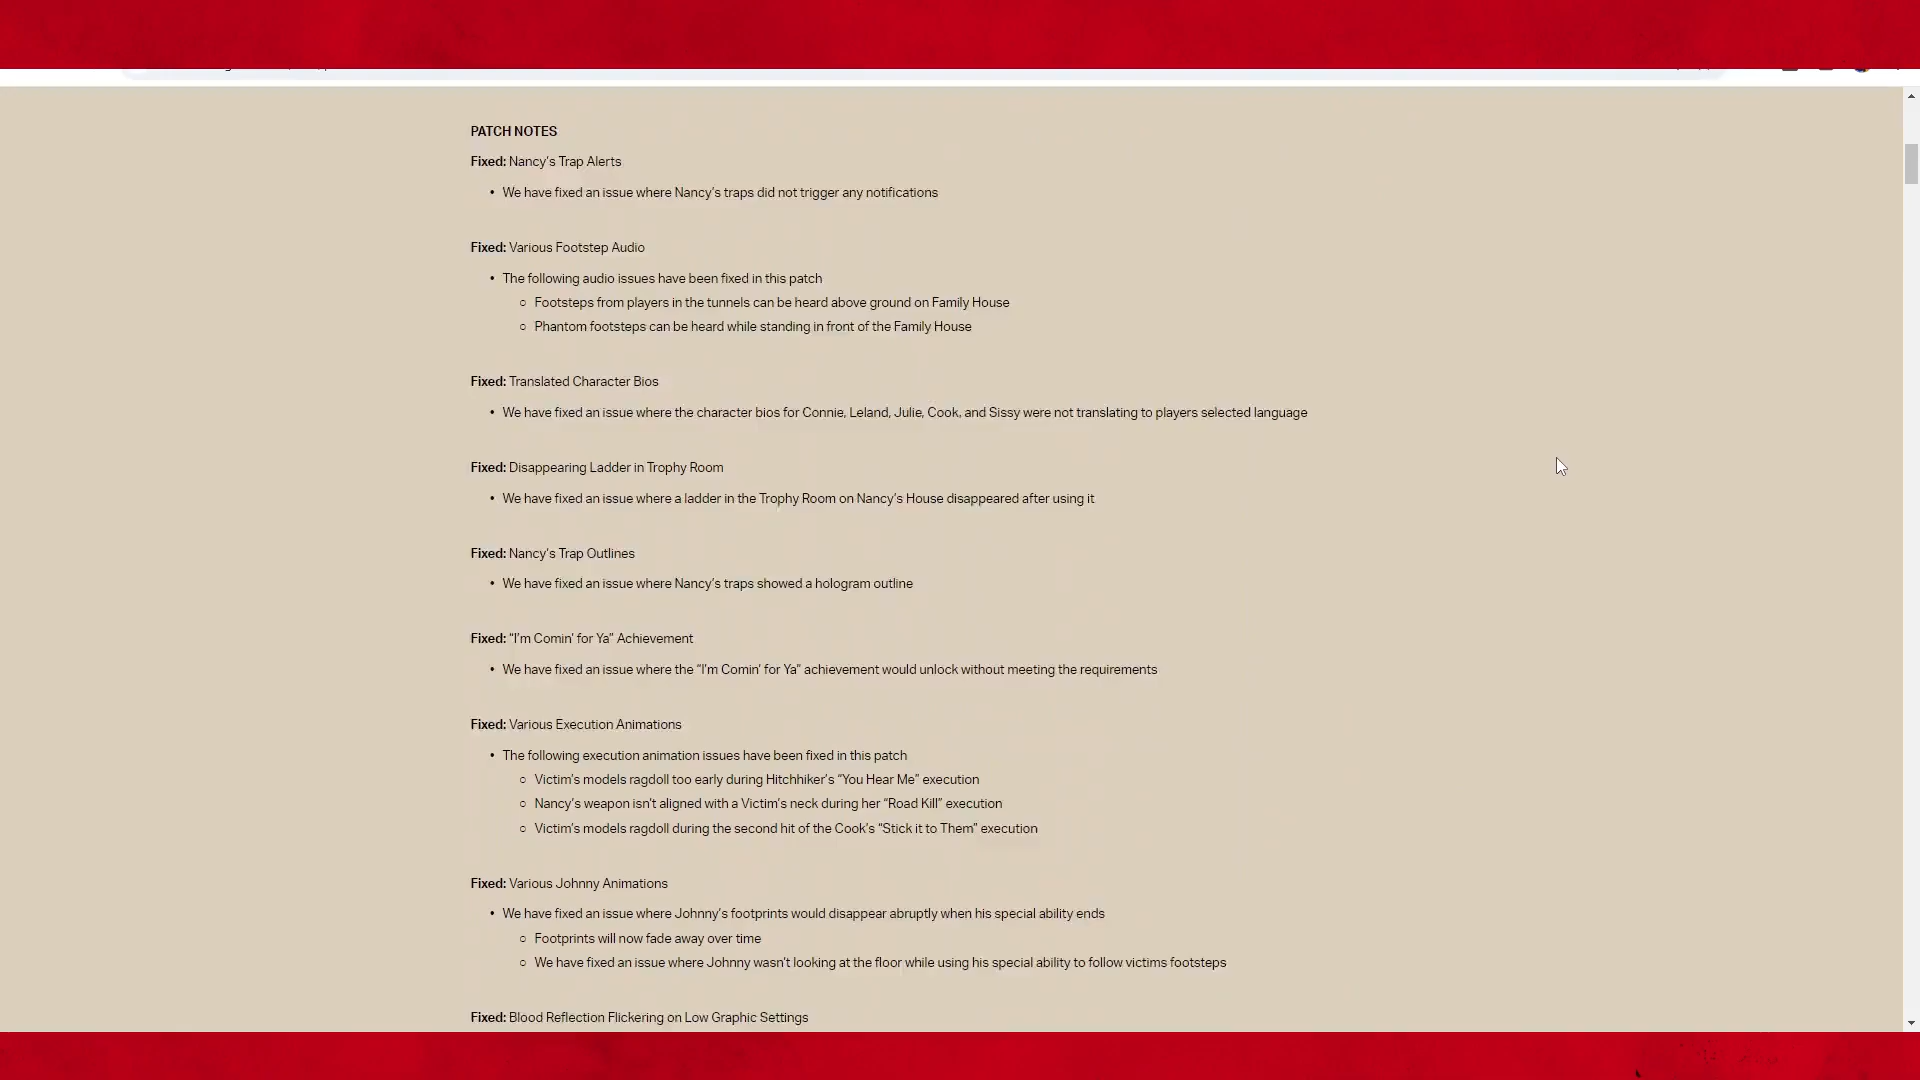 PATCH NOTES
Fixed: Nancy's Trap Alerts
• We have fixed an issue where Nancy's traps did not trigger any notifications
Fixed: Various Footstep Audio
• The following audio issues have been fixed in this patch
○ Footsteps from players in the tunnels can be heard above ground on Family House
○ Phantom footsteps can be heard while standing in front of the Family House
Fixed: Translated Character Bios
• We have fixed an issue where the character bios for Connie, Leland, Julie, Cook, and Sissy were not translating to players selected language
Fixed: Disappearing Ladder in Trophy Room
• We have fixed an issue where a ladder in the Trophy Room on Nancy's House disappeared after using it
Fixed: Nancy's Trap Outlines
• We have fixed an issue where Nancy's traps showed a hologram outline
Fixed: “I'm Comin' for Ya” Achievement
• We have fixed an issue where the “I'm Comin' for Ya” achievement would unlock without meeting the requirements
Fixed: Various Execution Animations
• The following execution animation issues have been fixed in this patch
○ Victim's models ragdoll too early during Hitchhiker's “You Hear Me” execution
○ Nancy's weapon isn't aligned with a Victim's neck during her “Road Kill” execution
○ Victim's models ragdoll during the second hit of the Cook's “Stick it to Them” execution
Fixed: Various Johnny Animations
• We have fixed an issue where Johnny's footprints would disappear abruptly when his special ability ends
○ Footprints will now fade away over time
○ We have fixed an issue where Johnny wasn't looking at the floor while using his special ability to follow victims footsteps
Fixed: Blood Reflection Flickering on Low Graphic Settings